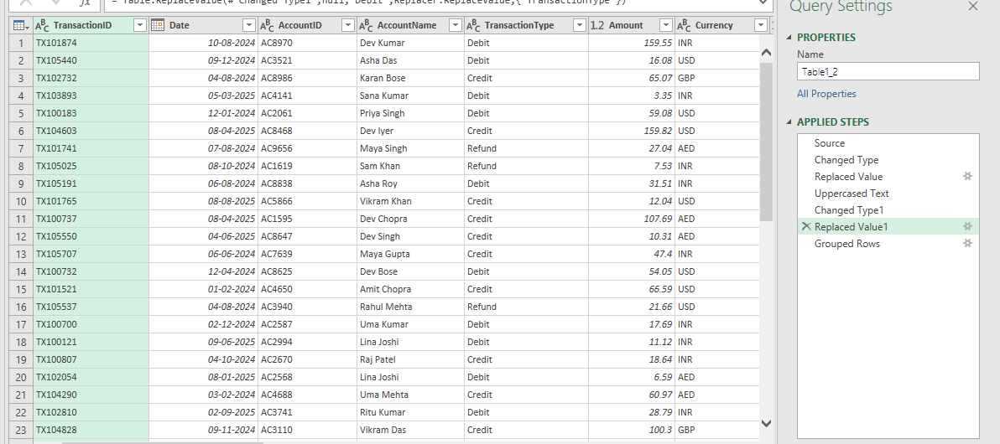 = Table.ReplaceValue(#"Changed Type1",null,"Debit",Replacer.ReplaceValue,{"TransactionType"})
Query Settings
TransactionID Date AccountID AccountName TransactionType 1.2 Amount Currency
1 TX101874 10-08-2024 AC8970 Dev Kumar Debit 159.55 INR
2 TX105440 09-12-2024 AC3521 Asha Das Debit 16.08 USD
3 TX102732 04-08-2024 AC8986 Karan Bose Credit 65.07 GBP
4 TX103893 05-03-2025 AC4141 Sana Kumar Debit 3.35 INR
5 TX100183 12-01-2024 AC2061 Priya Singh Debit 59.08 USD
6 TX104603 08-04-2025 AC8468 Dev Iyer Credit 159.82 USD
7 TX101741 07-08-2024 AC9656 Maya Singh Refund 27.04 AED
8 TX105025 08-10-2024 AC1619 Sam Khan Refund 7.53 INR
9 TX105191 06-08-2024 AC8838 Asha Roy Debit 31.51 INR
10 TX101765 08-08-2025 AC5866 Vikram Khan Credit 12.04 USD
11 TX100737 08-04-2025 AC1595 Dev Chopra Credit 107.69 AED
12 TX105550 04-06-2025 AC8647 Dev Singh Credit 10.31 AED
13 TX105707 06-06-2024 AC7639 Maya Gupta Credit 47.4 INR
14 TX100732 12-04-2024 AC8625 Dev Bose Debit 54.05 USD
15 TX101521 01-02-2024 AC4650 Amit Chopra Credit 66.59 USD
16 TX105537 04-08-2024 AC3940 Rahul Mehta Refund 21.66 USD
17 TX100700 02-12-2024 AC2587 Uma Kumar Debit 17.69 INR
18 TX100121 09-06-2025 AC2994 Lina Joshi Debit 11.12 INR
19 TX100807 04-10-2024 AC2670 Raj Patel Credit 18.64 INR
20 TX102054 08-01-2025 AC2568 Lina Joshi Debit 6.59 AED
21 TX104290 03-02-2024 AC4688 Uma Mehta Credit 60.97 AED
22 TX102810 02-09-2025 AC3741 Ritu Kumar Debit 28.79 INR
23 TX104828 09-11-2024 AC3110 Vikram Das Credit 100.3 GBP
PROPERTIES
Name
Table1_2
All Properties
APPLIED STEPS
Source
Changed Type
Replaced Value
Uppercased Text
Changed Type1
Replaced Value1
Grouped Rows